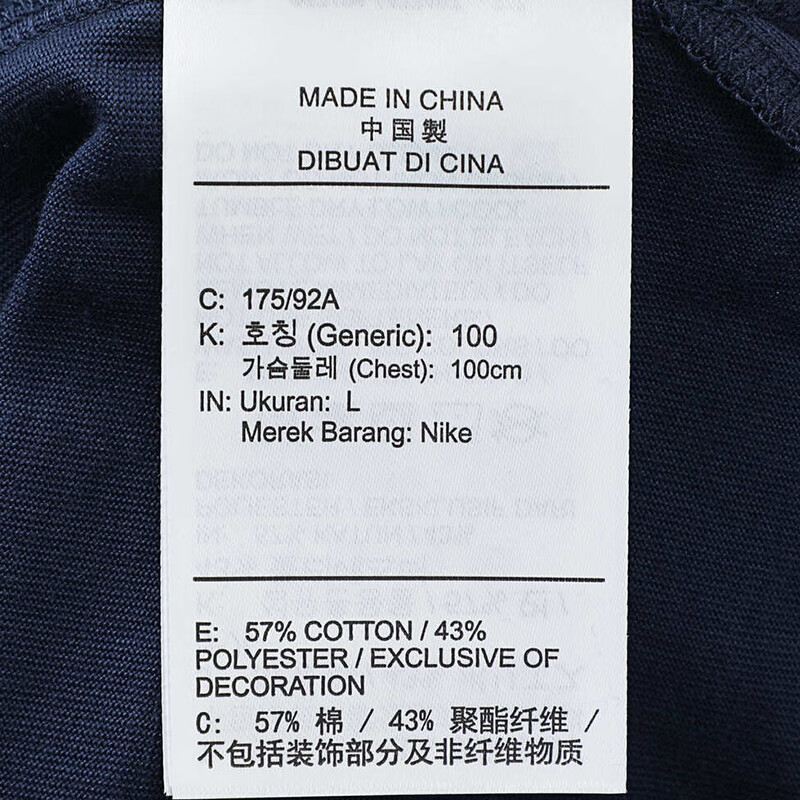 MADE IN CHINA
中国製
DIBUAT DI CINA
C: 175/92A
K: 호칭 (Generic): 100
가슴둘레 (Chest): 100cm
IN: Ukuran: L
Merek Barang: Nike
E: 57% COTTON / 43%
POLYESTER / EXCLUSIVE OF
DECORATION
C: 57% 棉 / 43% 聚酯纤维 /
不包括装饰部分及非纤维物质